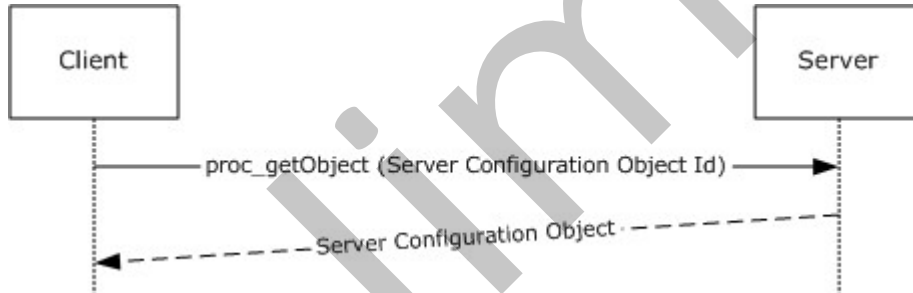 Client
Server
proc_getObject (Server Configuration Object Id)
Server Configuration Object